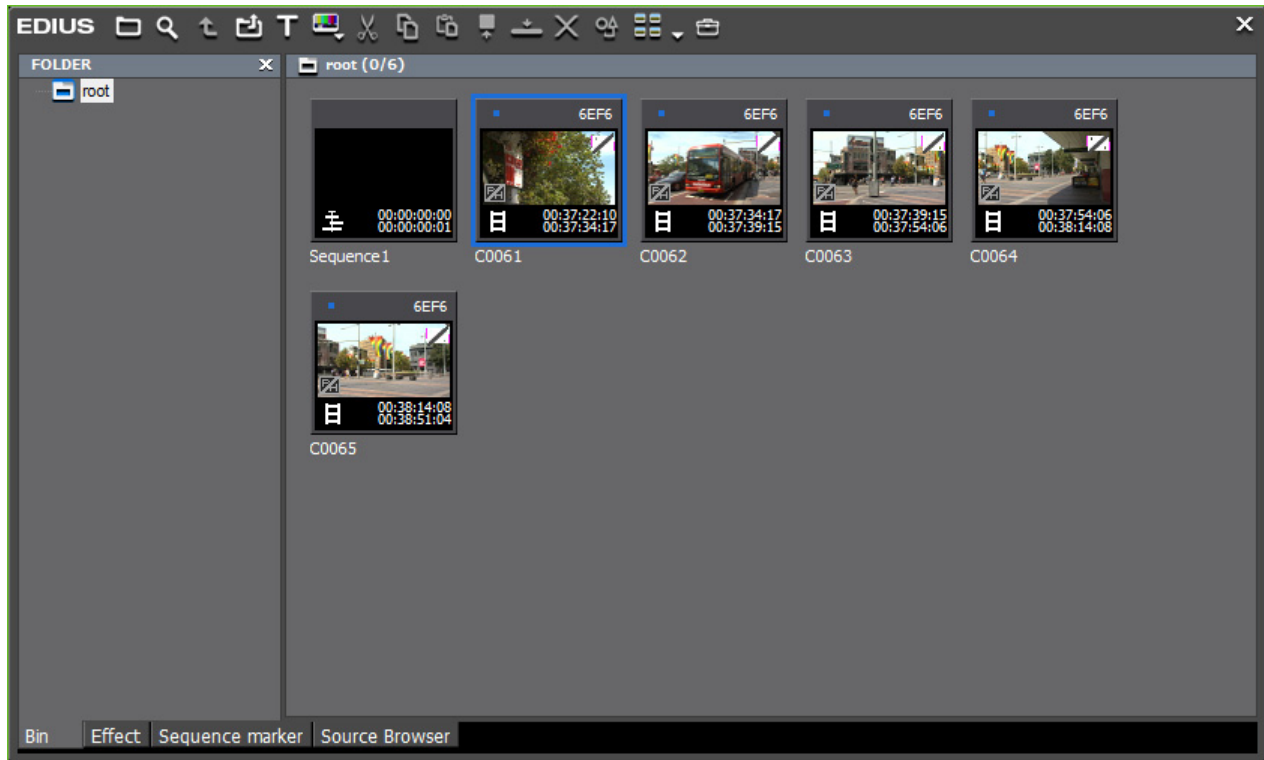 EDIUS
FOLDER
root
root (0/6)
00:00:00:00
00:00:00:01
Sequence1
6EF6
00:37:22:10
00:37:34:17
C0061
6EF6
00:37:34:17
00:37:39:15
C0062
6EF6
00:37:39:15
00:37:54:06
C0063
6EF6
00:37:54:06
00:38:14:08
C0064
6EF6
00:38:14:08
00:38:51:04
C0065
Bin Effect Sequence marker Source Browser